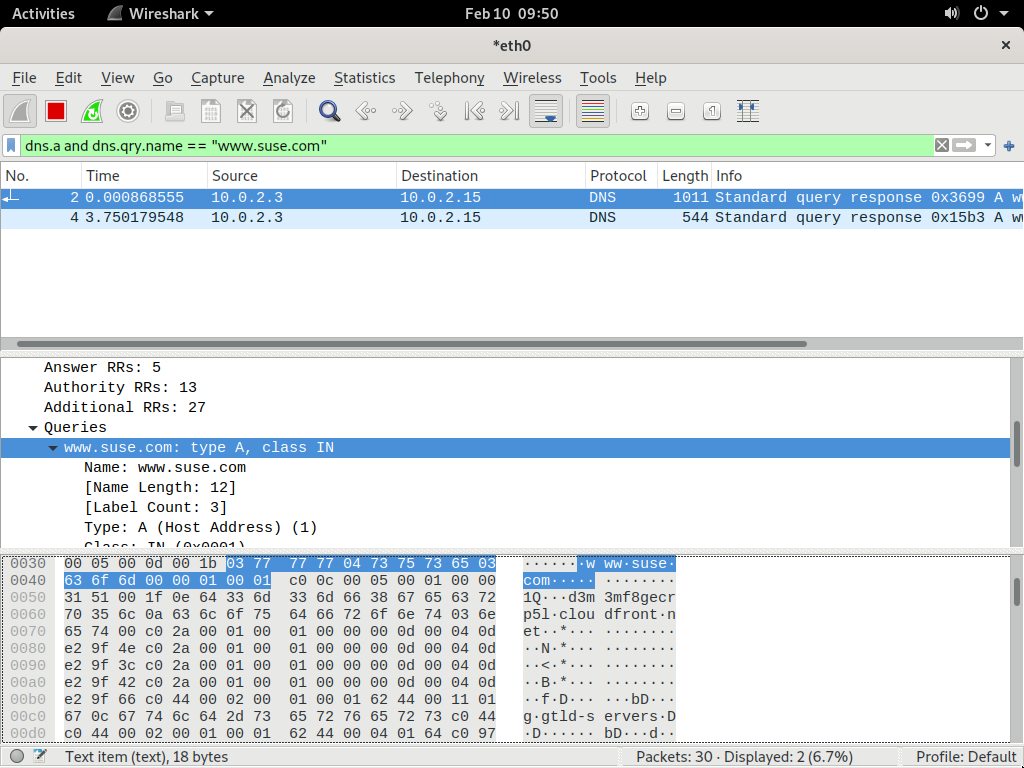 Activities Wireshark Feb 10 09:50
*eth0
File Edit View Go Capture Analyze Statistics Telephony Wireless Tools Help
dns.a and dns.qry.name == "www.suse.com"
No. Time Source Destination Protocol Length Info
2 0.000868555 10.0.2.3 10.0.2.15 DNS 1011 Standard query response 0x3699 A w
4 3.750179548 10.0.2.3 10.0.2.15 DNS 544 Standard query response 0x15b3 A w
Answer RRs: 5
Authority RRs: 13
Additional RRs: 27
Queries
www.suse.com: type A, class IN
Name: www.suse.com
[Name Length: 12]
[Label Count: 3]
Type: A (Host Address) (1)
Class: IN (0x0001)
0030 00 05 00 0d 00 1b 03 77 77 77 04 73 75 73 65 03 ·······w ww·suse·
0040 63 6f 6d 00 00 01 00 01 c0 0c 00 05 00 01 00 00 com····· ········
0050 31 51 00 1f 0e 64 33 6d 33 6d 66 38 67 65 63 72 1Q···d3m 3mf8gecr
0060 70 35 6c 0a 63 6c 6f 75 64 66 72 6f 6e 74 03 6e p5l·clou dfront·n
0070 65 74 00 c0 2a 00 01 00 01 00 00 00 0d 00 04 0d et··*··· ········
0080 e2 9f 4e c0 2a 00 01 00 01 00 00 00 0d 00 04 0d ··N·*··· ········
0090 e2 9f 3c c0 2a 00 01 00 01 00 00 00 0d 00 04 0d ··<·*··· ········
00a0 e2 9f 42 c0 2a 00 01 00 01 00 00 00 0d 00 04 0d ··B·*··· ········
00b0 e2 9f 66 c0 44 00 02 00 01 00 01 62 44 00 11 01 ··f·D··· ···bD···
00c0 67 0c 67 74 6c 64 2d 73 65 72 76 65 72 73 c0 44 g·gtld-s ervers·D
00d0 c0 44 00 02 00 01 00 01 62 44 00 04 01 64 c0 97 ·D······ bD···d··
Text item (text), 18 bytes Packets: 30 · Displayed: 2 (6.7%) Profile: Default